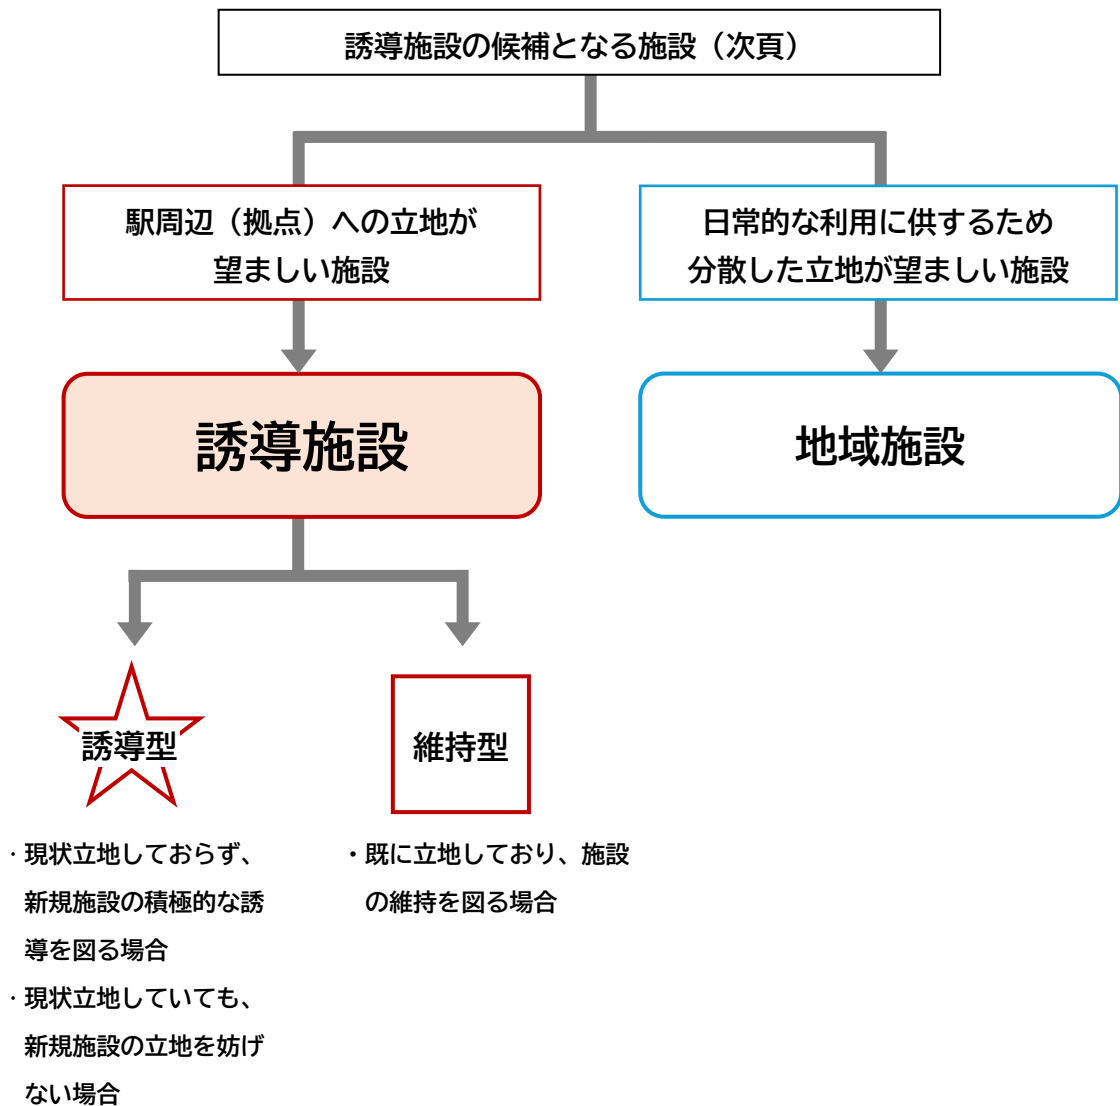 誘導施設の候補となる施設（次頁）
駅周辺（拠点）への立地が
望ましい施設
日常的な利用に供するため
分散した立地が望ましい施設
誘導施設
地域施設
誘導型
維持型
・現状立地しておらず、
新規施設の積極的な誘
導を図る場合
・現状立地していても、
新規施設の立地を妨げ
ない場合
・既に立地しており、施設
の維持を図る場合